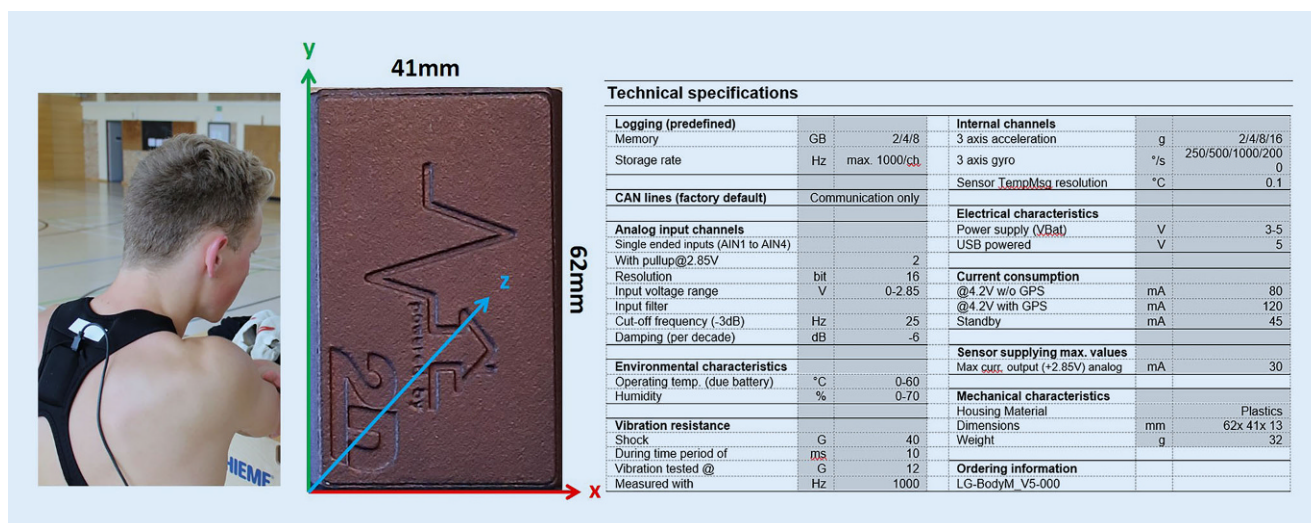 y
41mm
62mm
z
x
2D
HIEME
Technical specifications
Logging (predefined)
Memory GB 2/4/8
Storage rate Hz max. 1000/ch
CAN lines (factory default) Communication only
Analog input channels
Single ended inputs (AIN1 to AIN4)
With pullup@2.85V 2
Resolution bit 16
Input voltage range V 0-2.85
Input filter
Cut-off frequency (-3dB) Hz 25
Damping (per decade) dB -6
Environmental characteristics
Operating temp. (due battery) °C 0-60
Humidity % 0-70
Vibration resistance
Shock G 40
During time period of ms 10
Vibration tested @ G 12
Measured with Hz 1000
Internal channels
3 axis acceleration g 2/4/8/16
3 axis gyro °/s 250/500/1000/200
0
Sensor TempMsg resolution °C 0.1
Electrical characteristics
Power supply (VBat) V 3-5
USB powered V 5
Current consumption
@4.2V w/o GPS mA 80
@4.2V with GPS mA 120
Standby mA 45
Sensor supplying max. values
Max curr. output (+2.85V) analog mA 30
Mechanical characteristics
Housing Material Plastics
Dimensions mm 62x 41x 13
Weight g 32
Ordering information
LG-BodyM_V5-000